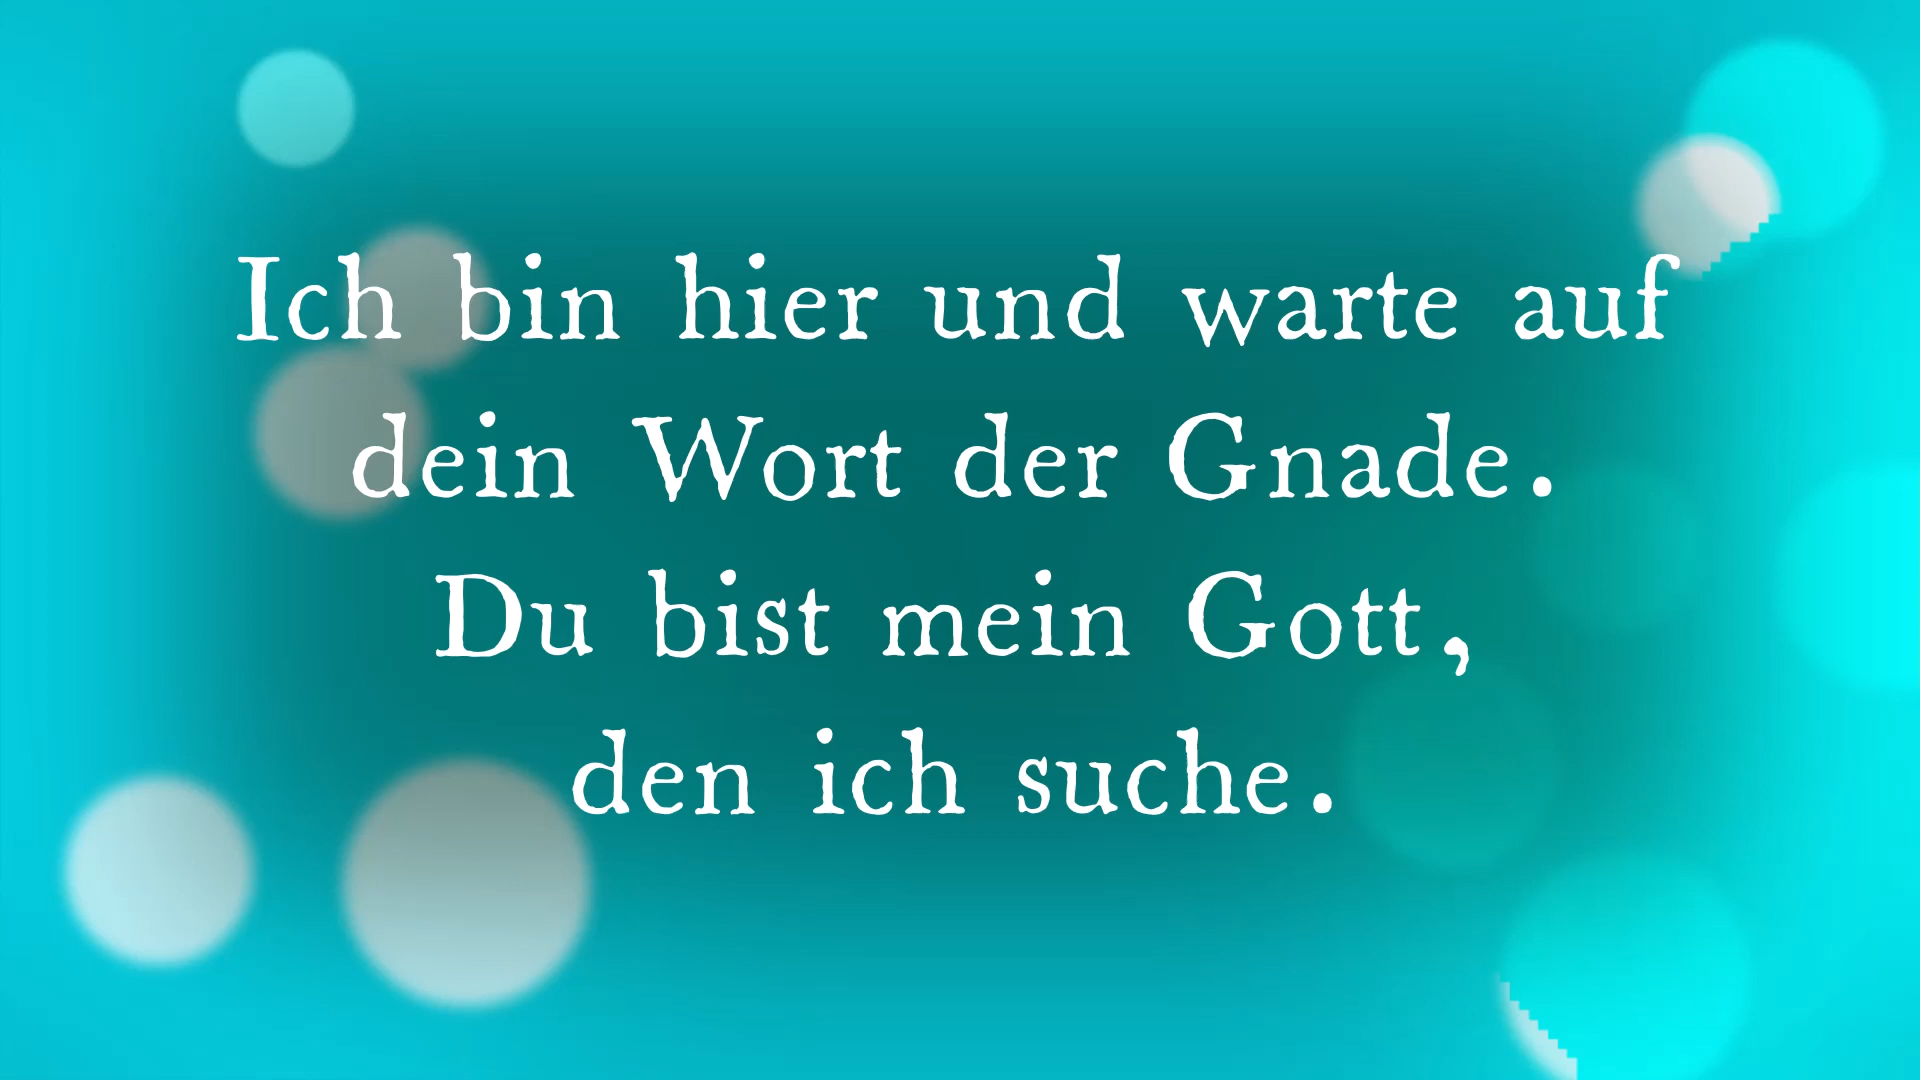 Ich bin hier und warte auf
dein Wort der Gnade.
Du bist mein Gott,
den ich suche.